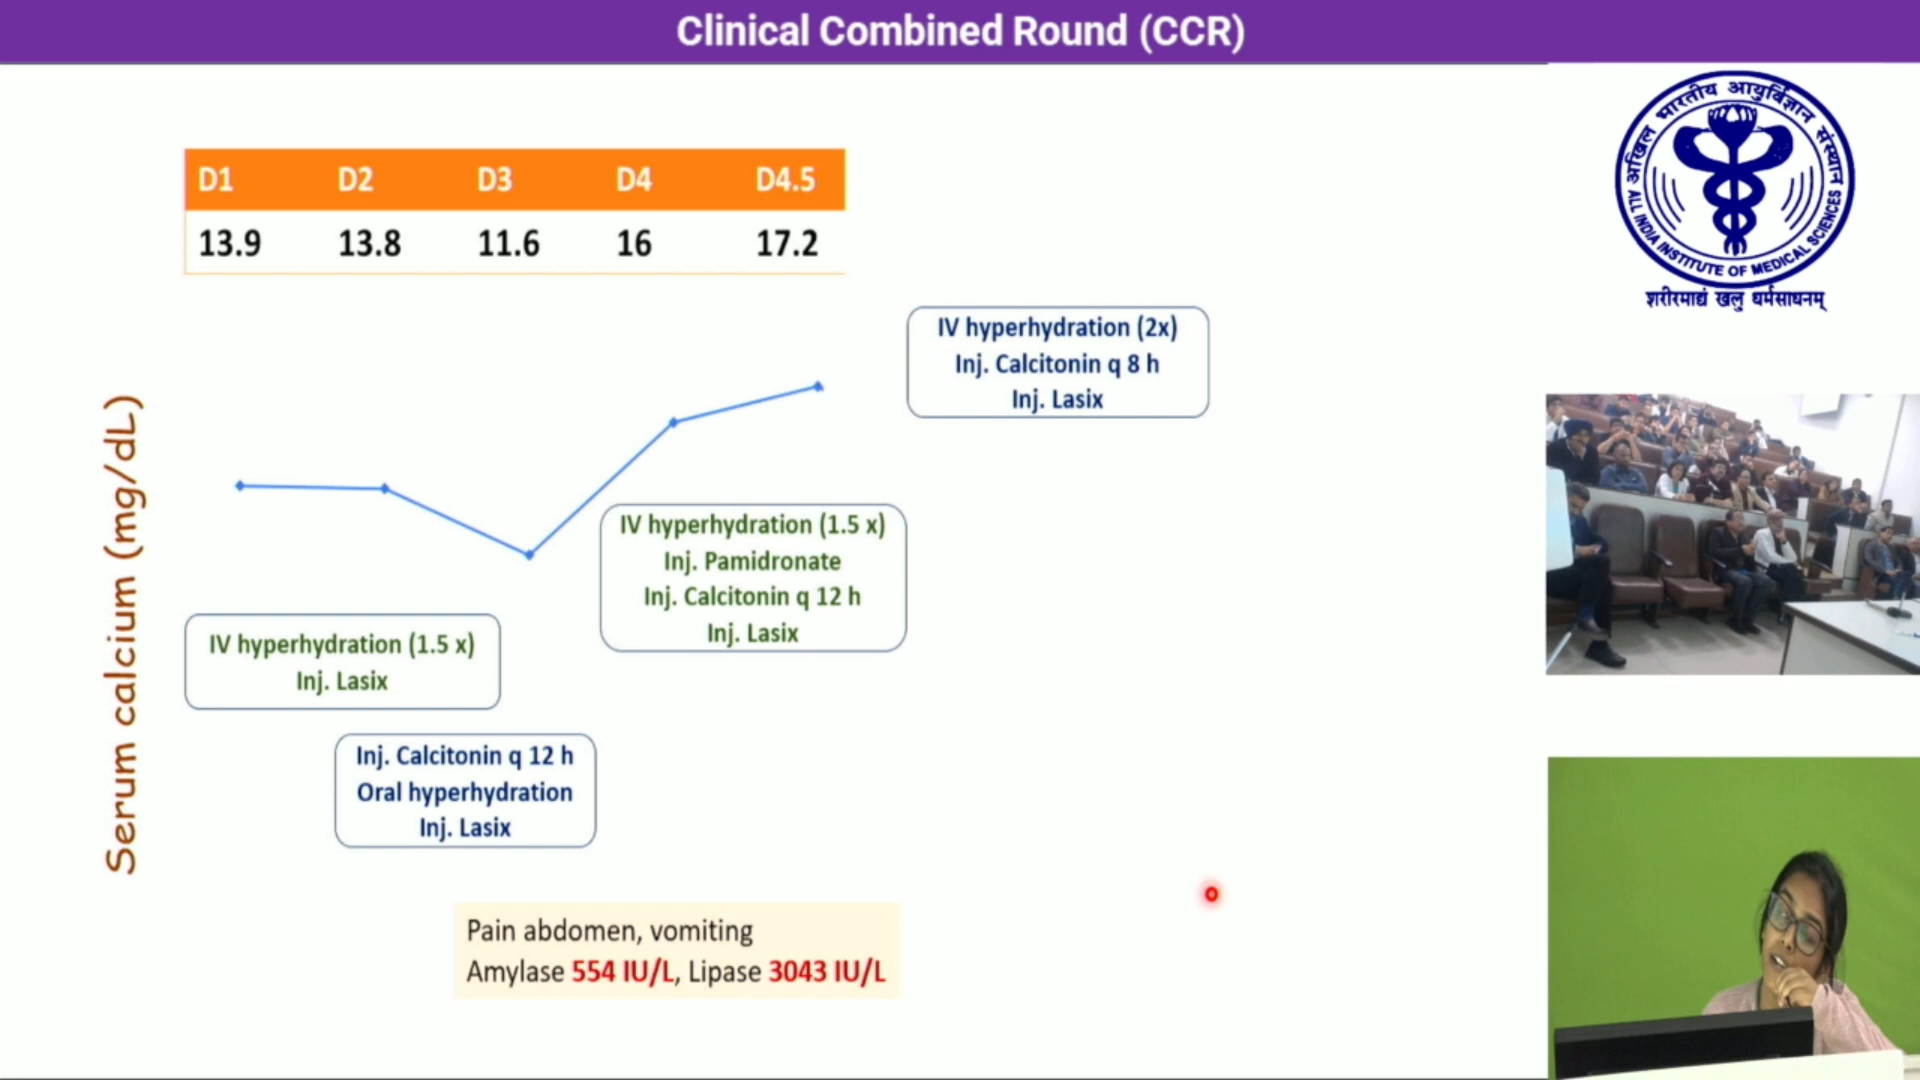 Clinical Combined Round (CCR)
D1 D2 D3 D4 D4.5
13.9 13.8 11.6 16 17.2
Serum calcium (mg/dL)
IV hyperhydration (2x)
Inj. Calcitonin q 8 h
Inj. Lasix
IV hyperhydration (1.5 x)
Inj. Pamidronate
Inj. Calcitonin q 12 h
Inj. Lasix
IV hyperhydration (1.5 x)
Inj. Lasix
Inj. Calcitonin q 12 h
Oral hyperhydration
Inj. Lasix
Pain abdomen, vomiting
Amylase 554 IU/L, Lipase 3043 IU/L
अखिल भारतीय आयुर्विज्ञान संस्थान
ALL INDIA INSTITUTE OF MEDICAL SCIENCES
शरीरमाद्यं खलु धर्मसाधनम्